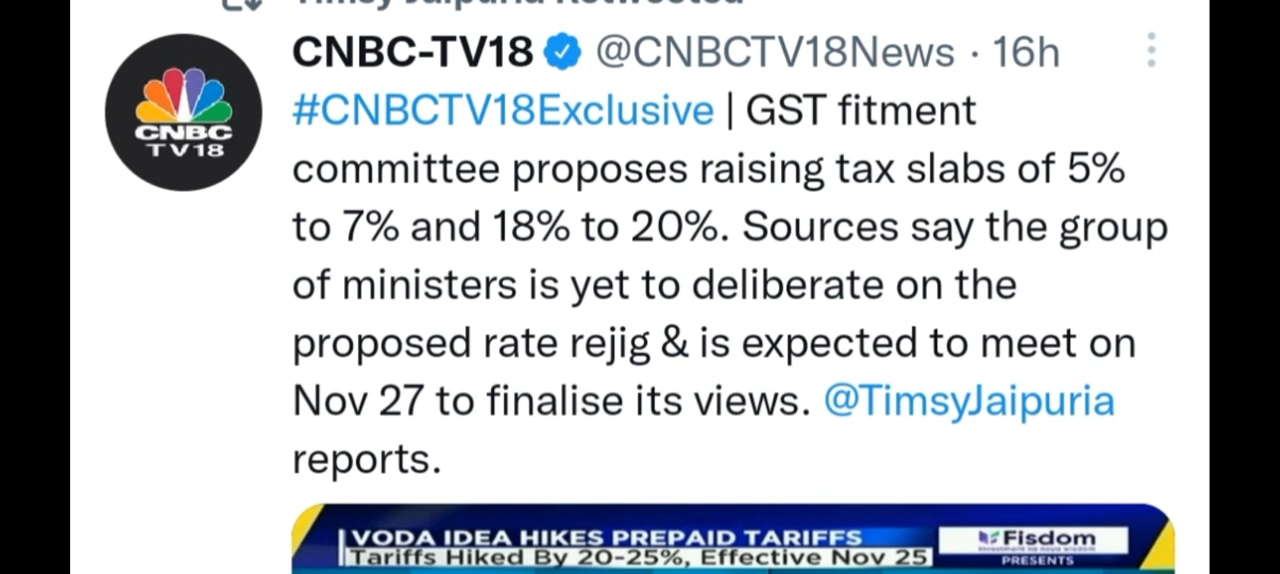 Timsy Jaipuria Retweeted
CNBC-TV18 @CNBCTV18News · 16h
CNBC
TV18
#CNBCTV18Exclusive | GST fitment
committee proposes raising tax slabs of 5%
to 7% and 18% to 20%. Sources say the group
of ministers is yet to deliberate on the
proposed rate rejig & is expected to meet on
Nov 27 to finalise its views. @TimsyJaipuria
reports.
VODA IDEA HIKES PREPAID TARIFFS
Tariffs Hiked By 20-25%, Effective Nov 25
Fisdom
PRESENTS